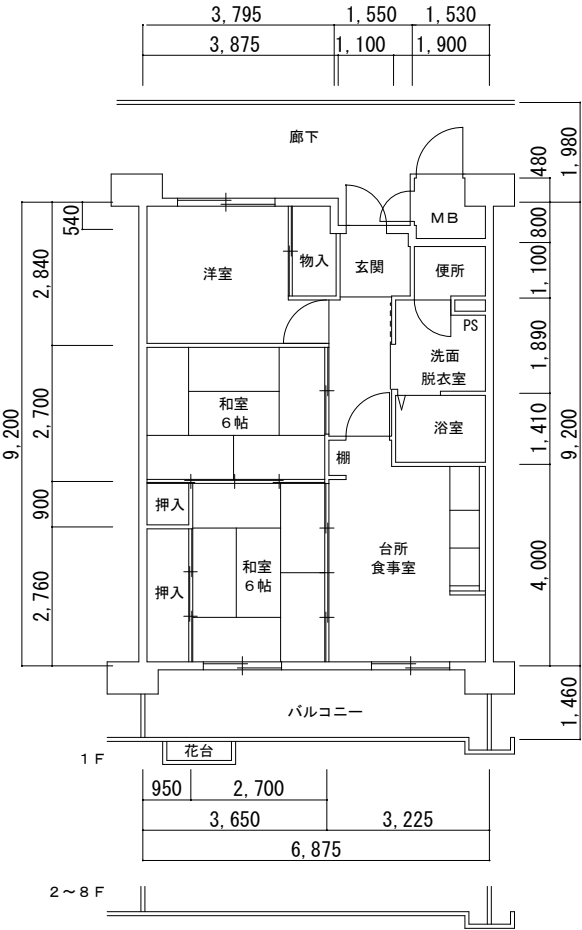 3,795 1,550 1,530
3,875 1,100 1,900
廊下
480
1,980
540
MB
800
物入
玄関
洋室
便所
2,840
1,100
PS
洗面
脱衣室
1,890
和室
6帖
2,700
浴室
1,410
9,200
9,200
棚
押入
900
台所
食事室
和室
6帖
押入
2,760
4,000
バルコニー
1,460
花台
1F
950 2,700
3,650 3,225
6,875
2~8F